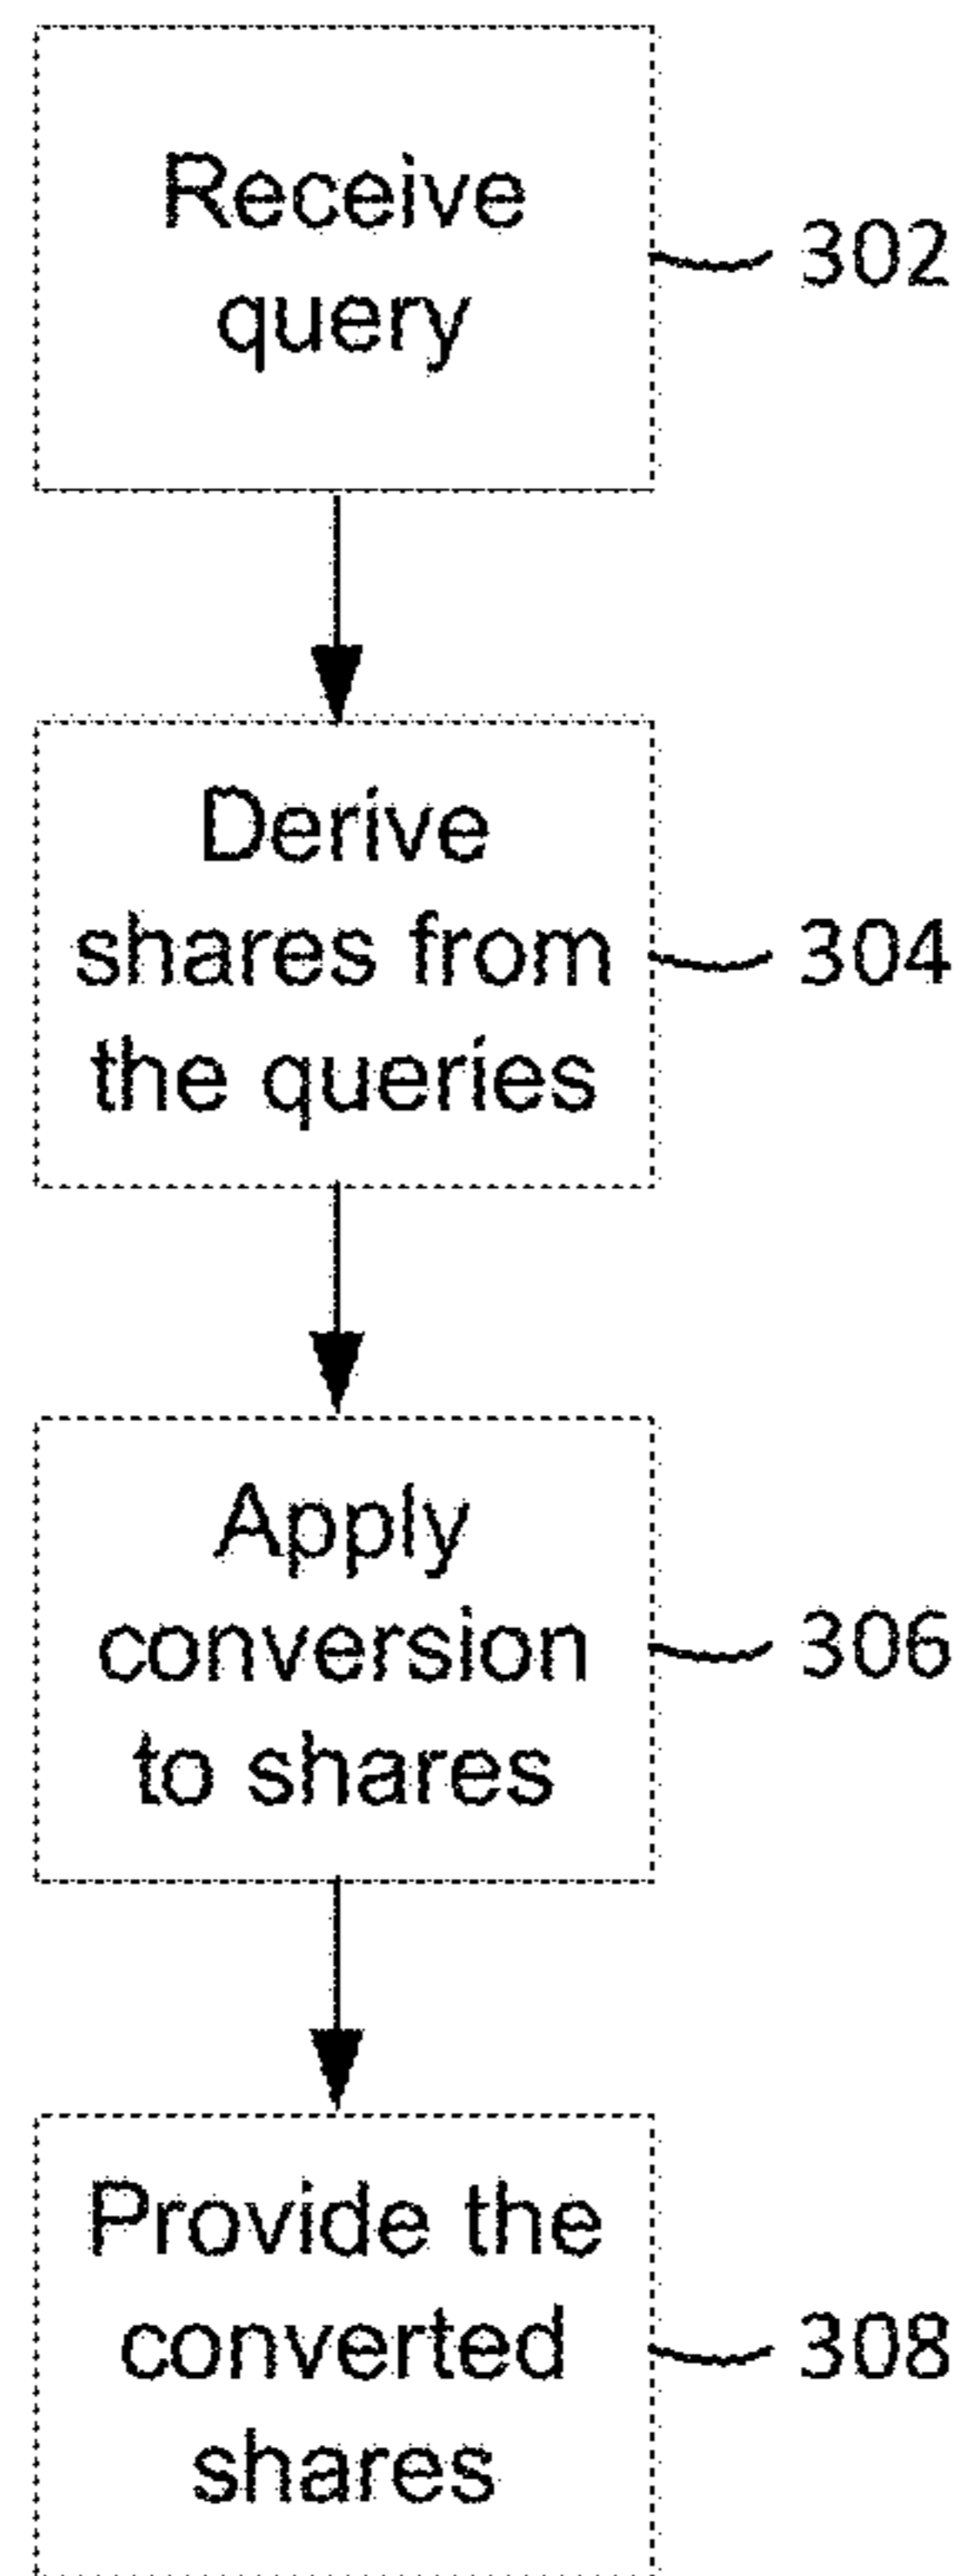 Receive
query
302
Derive
shares from
the queries
304
Apply
conversion
to shares
306
Provide the
converted
shares
308